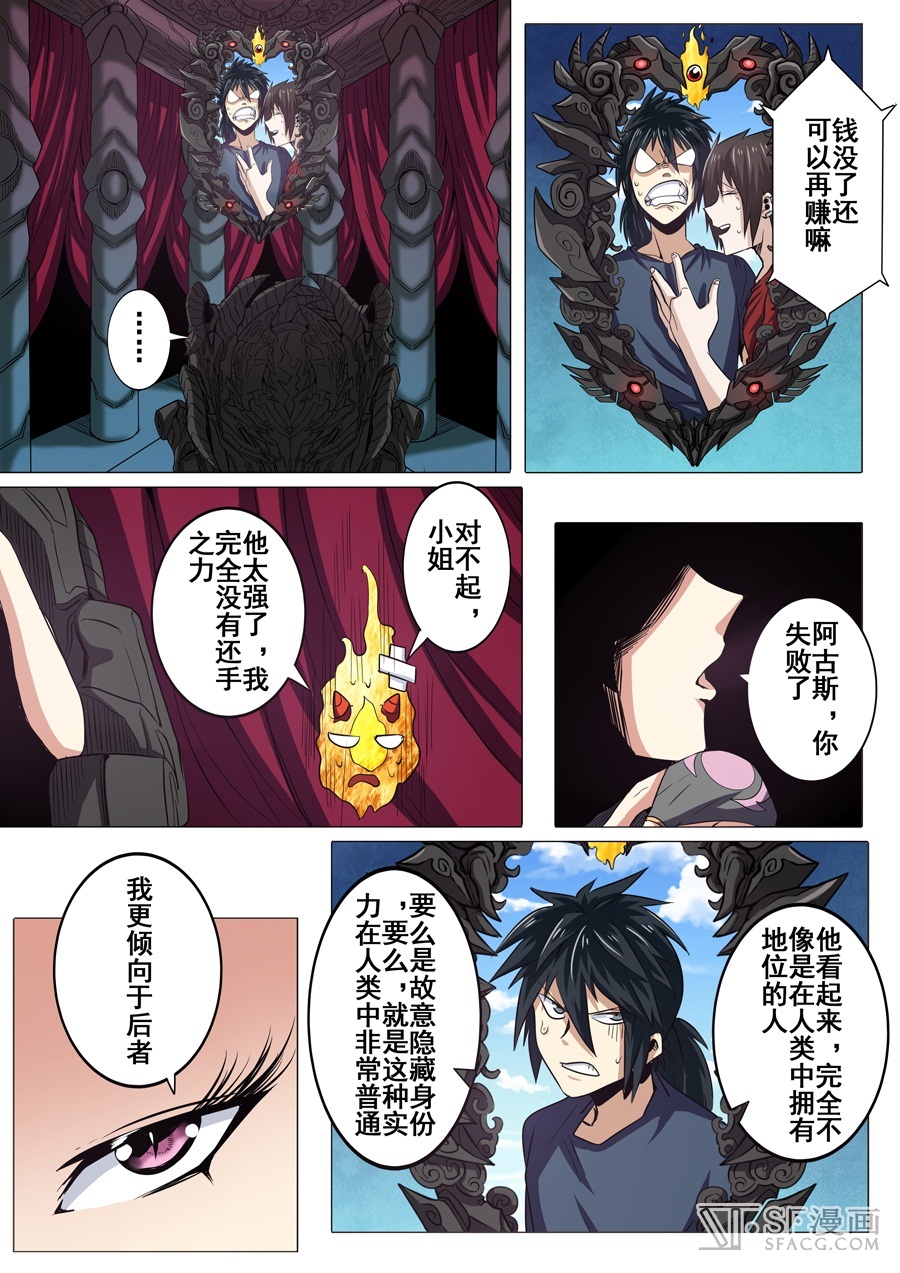 钱没了还
可以再赚嘛
……
阿古斯，你
失败了
对不起，
小姐
他太强了，我
完全没有还手
之力
他看起来，完全不
像是在人类中拥有
地位的人
要么是故意隐藏身份
，要么，就是这种实
力在人类中非常普通
我更倾向于后者
SF漫画
SFACG.COM